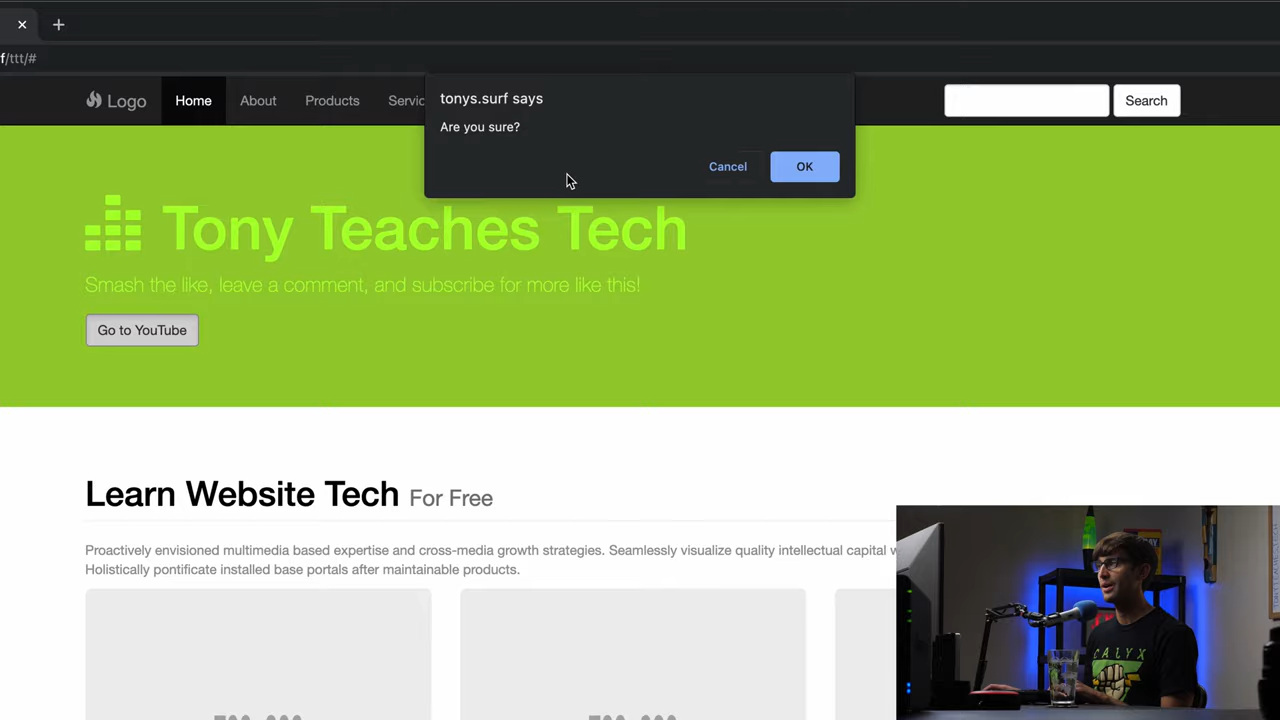 f/ttt/#
Logo Home About Products Servic
Search
tonys.surf says
Are you sure?
Cancel OK
Tony Teaches Tech
Smash the like, leave a comment, and subscribe for more like this!
Go to YouTube
Learn Website Tech For Free
Proactively envisioned multimedia based expertise and cross-media growth strategies. Seamlessly visualize quality intellectual capital w
Holistically pontificate installed base portals after maintainable products.
CALYX